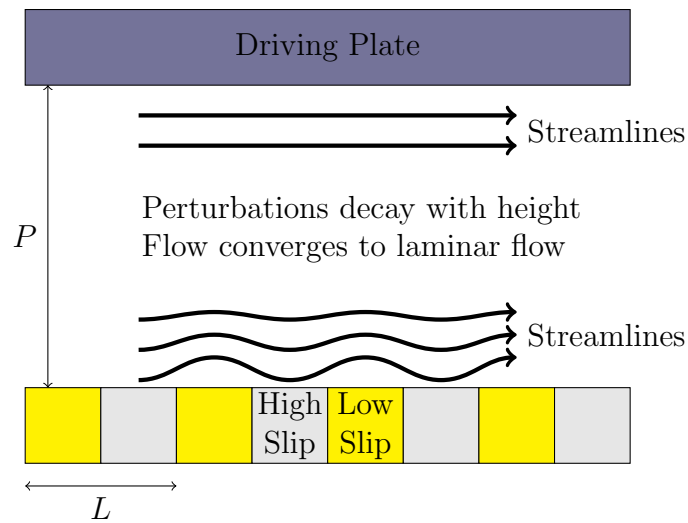 Driving Plate
Streamlines
Perturbations decay with height
Flow converges to laminar flow
P
Streamlines
High
Slip
Low
Slip
L